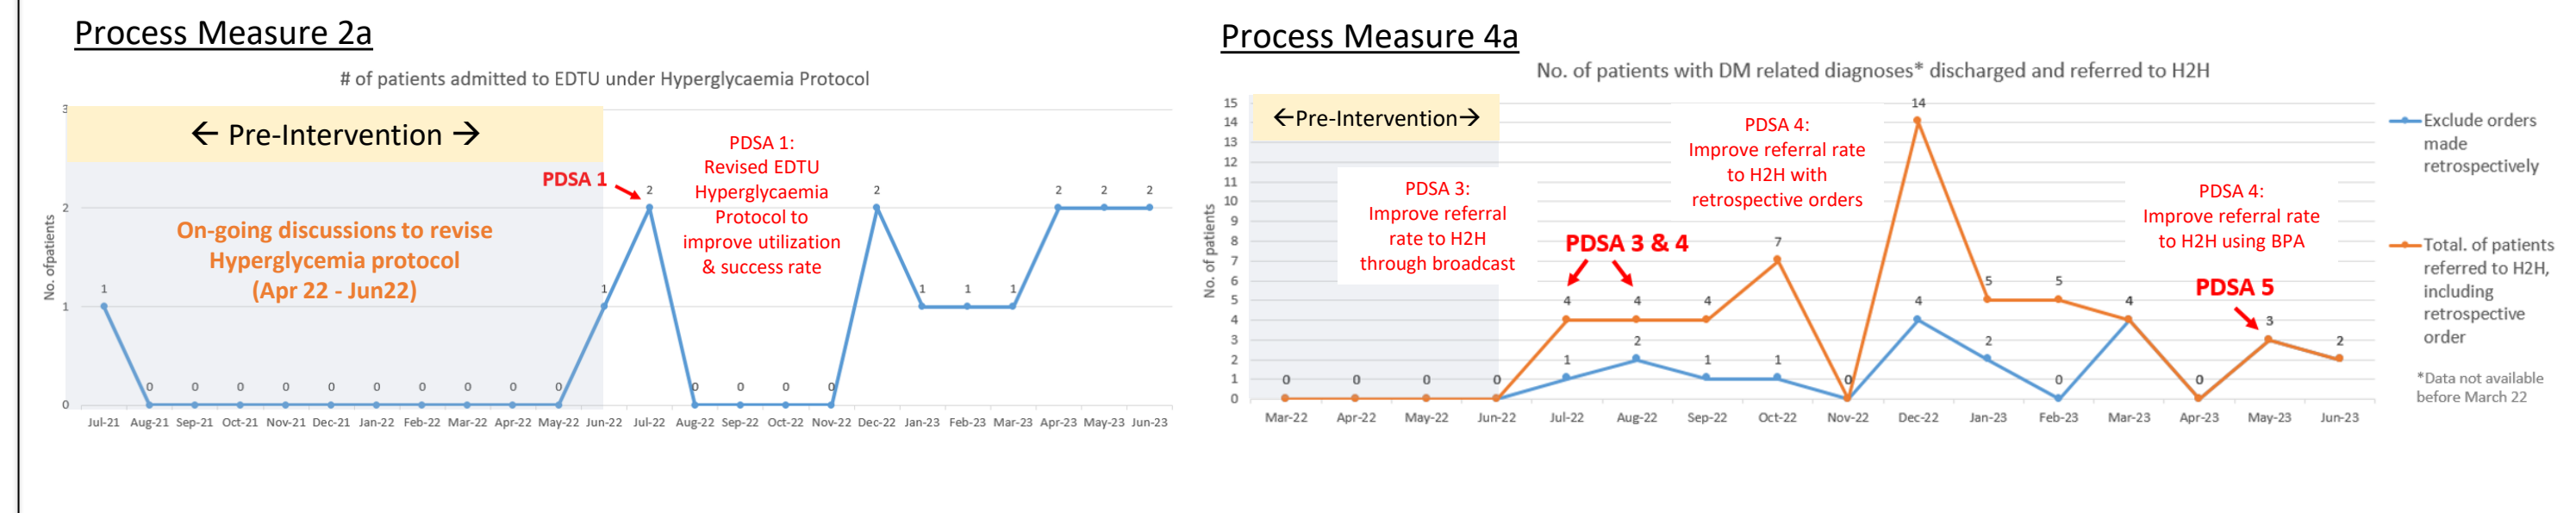 Process Measure 2a
# of patients admitted to EDTU under Hyperglycaemia Protocol
← Pre-Intervention →
On-going discussions to revise
Hyperglycemia protocol
(Apr 22 - Jun22)
PDSA 1
PDSA 1:
Revised EDTU
Hyperglycaemia
Protocol to
improve utilization
& success rate
No. ofpatients
3
2
1
0
1 0 0 0 0 0 0 0 0 0 0 1 2 0 0 0 0 2 1 1 1 2 2 2
Jul-21 Aug-21 Sep-21 Oct-21 Nov-21 Dec-21 Jan-22 Feb-22 Mar-22 Apr-22 May-22 Jun-22 Jul-22 Aug-22 Sep-22 Oct-22 Nov-22 Dec-22 Jan-23 Feb-23 Mar-23 Apr-23 May-23 Jun-23
Process Measure 4a
No. of patients with DM related diagnoses* discharged and referred to H2H
←Pre-Intervention→
PDSA 3:
Improve referral
rate to H2H
through broadcast
PDSA 3 & 4
PDSA 4:
Improve referral rate
to H2H with
retrospective orders
PDSA 4:
Improve referral rate
to H2H using BPA
PDSA 5
No. of patients
15
14
13
12
11
10
9
8
7
6
5
4
3
2
1
0
4 4 4 7 14 5 5 4 3 2
0 0 0 0 1 2 1 1 0 4 2 0 0
Mar-22 Apr-22 May-22 Jun-22 Jul-22 Aug-22 Sep-22 Oct-22 Nov-22 Dec-22 Jan-23 Feb-23 Mar-23 Apr-23 May-23 Jun-23
Exclude orders
made
retrospectively
Total. of patients
referred to H2H,
including
retrospective
order
*Data not available
before March 22